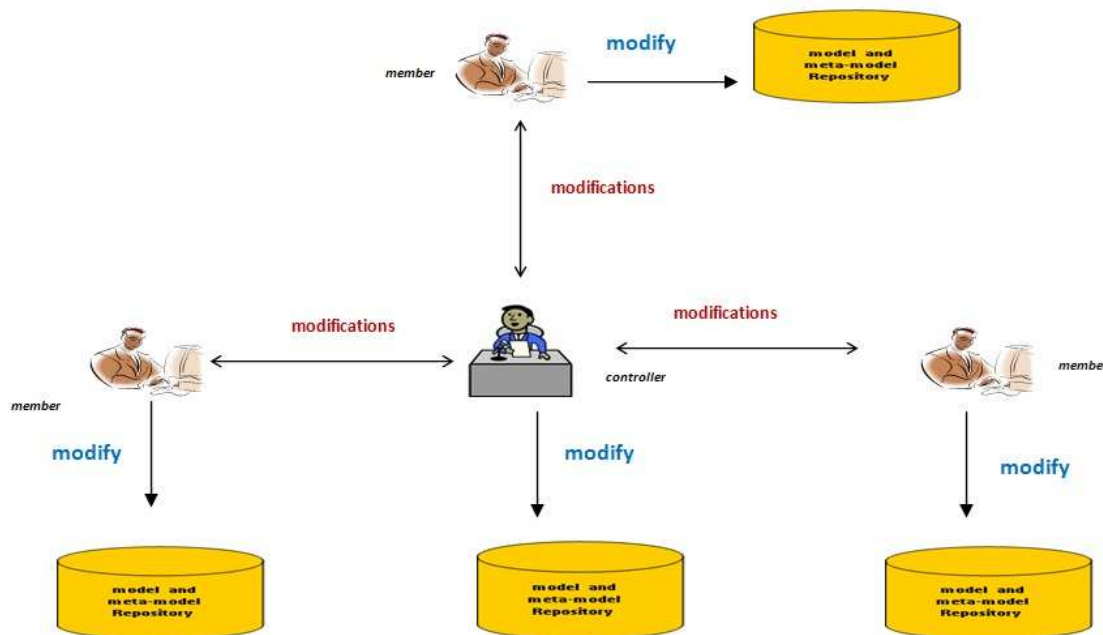 modify
model and
meta-model
Repository
member
modifications
modifications
modifications
controller
member
member
modify
modify
modify
model and
meta-model
Repository
model and
meta-model
Repository
model and
meta-model
Repository